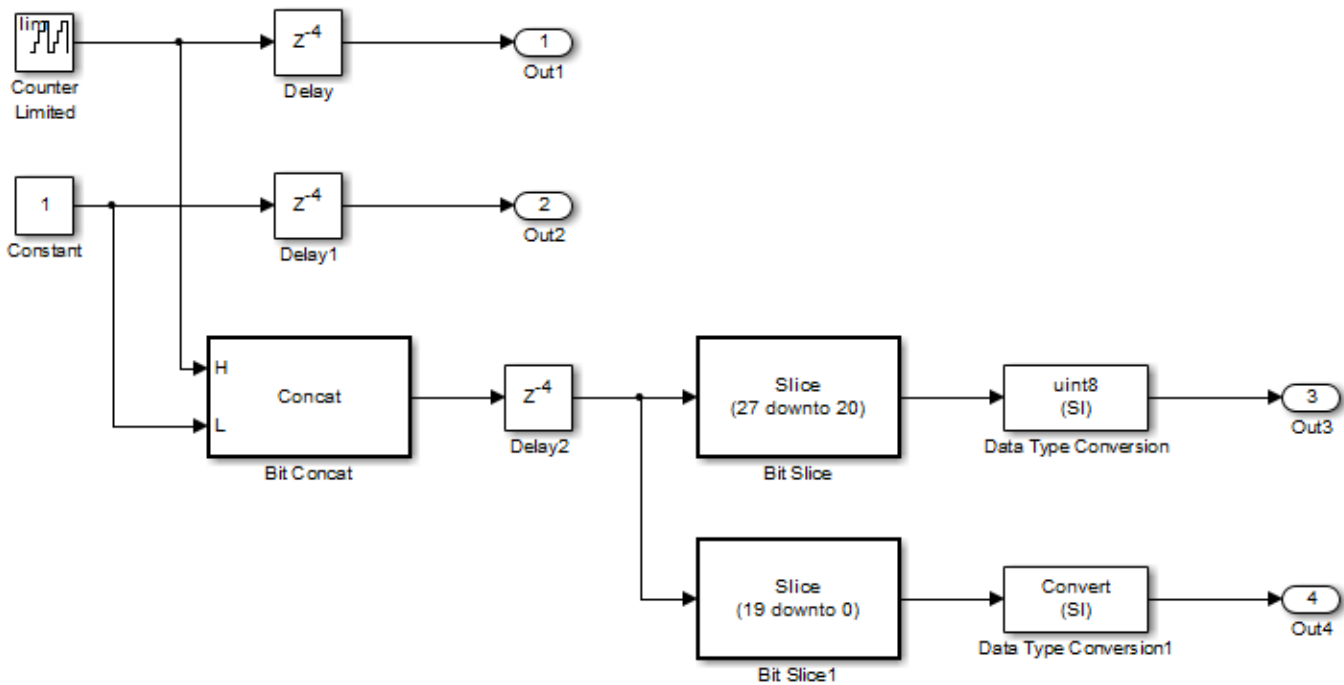 lim
Counter
Limited
Z-4
Delay
1
Out1
1
Constant
Z-4
Delay1
2
Out2
H
L
Concat
Bit Concat
Z-4
Delay2
Slice
(27 downto 20)
Bit Slice
uint8
(SI)
Data Type Conversion
3
Out3
Slice
(19 downto 0)
Bit Slice1
Convert
(SI)
Data Type Conversion1
4
Out4